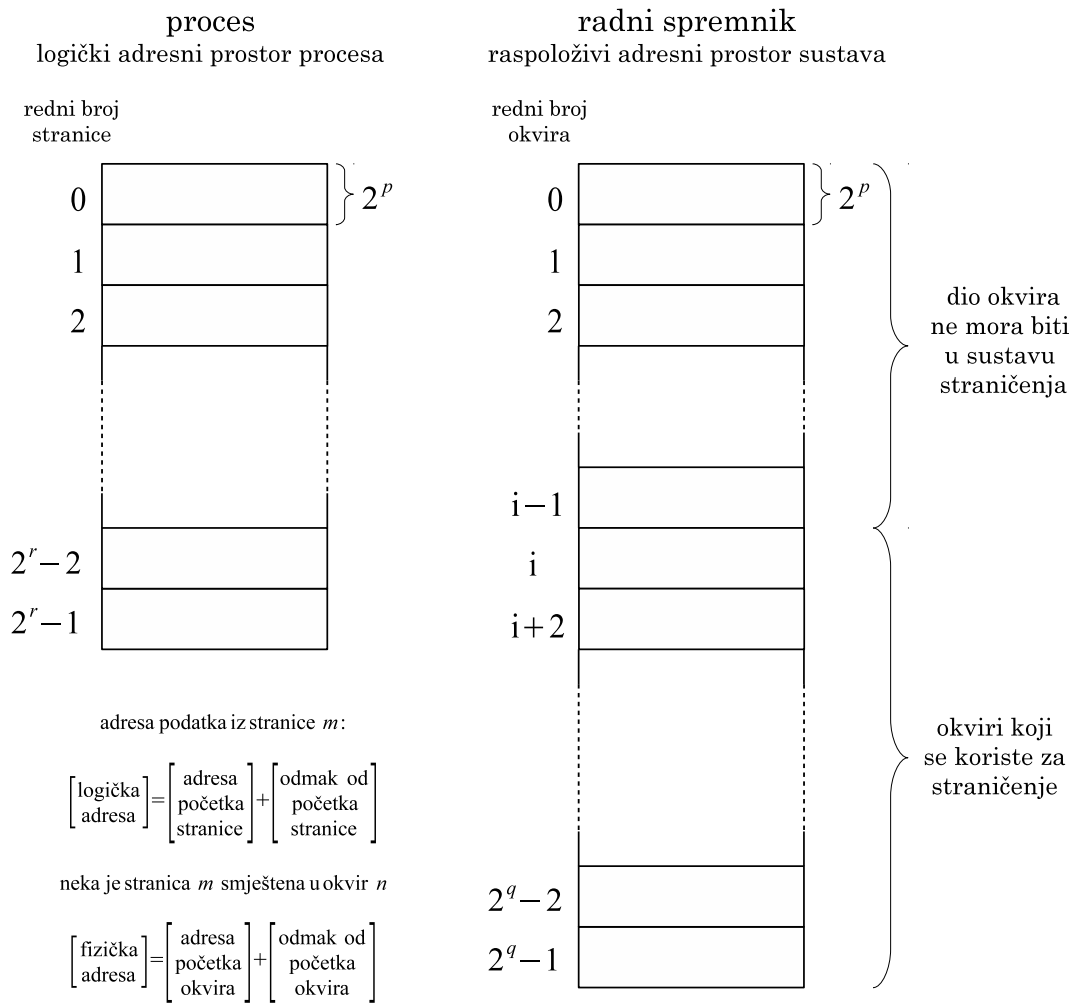 proces
logički adresni prostor procesa
redni broj
stranice
0
2^p
1
2
2^r−2
2^r−1
adresa podatka iz stranice m:
[logička adresa]=[adresa početka stranice]+[odmak od početka stranice]
neka je stranica m smještena u okvir n
[fizička adresa]=[adresa početka okvira]+[odmak od početka okvira]
radni spremnik
raspoloživi adresni prostor sustava
redni broj
okvira
0
2^p
1
2
i−1
i
i+2
2^q−2
2^q−1
dio okvira
ne mora biti
u sustavu
straničenja
okviri koji
se koriste za
straničenje